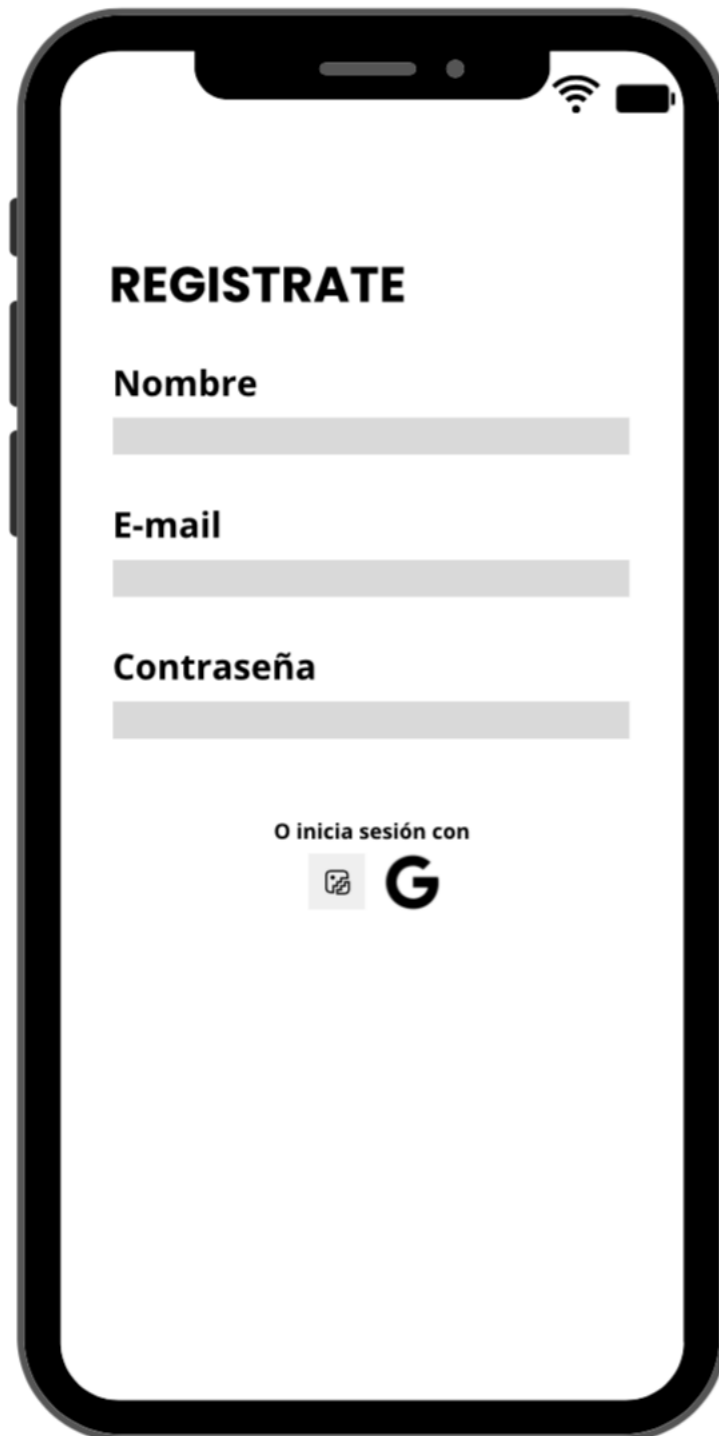 REGISTRATE
Nombre
E-mail
Contraseña
O inicia sesión con
G